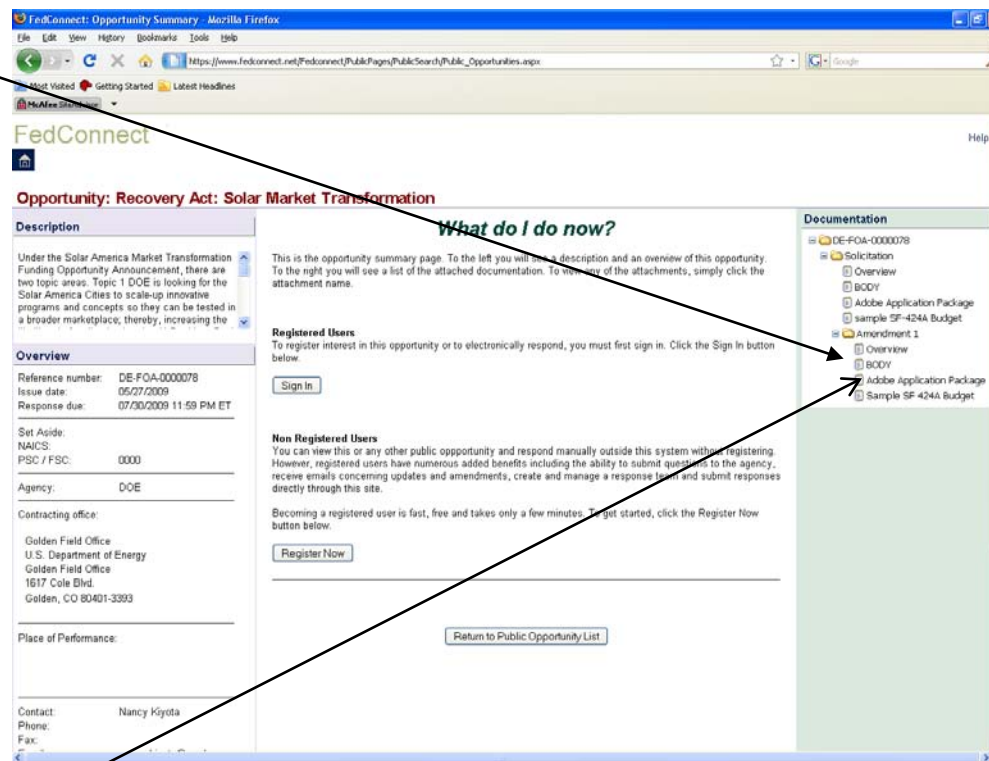 FedConnect: Opportunity Summary - Mozilla Firefox
File Edit View History Bookmarks Tools Help
https://www.fedconnect.net/Fedconnect/PublicPages/PublicSearch/Public_Opportunities.aspx
Google
Most Visited Getting Started Latest Headlines
McAfee SiteAdvisor
FedConnect
Help
Opportunity: Recovery Act: Solar Market Transformation
Description
Under the Solar America Market Transformation
Funding Opportunity Announcement, there are
two topic areas. Topic 1 DOE is looking for the
Solar America Cities to scale-up innovative
programs and concepts so they can be tested in
a broader marketplace; thereby, increasing the
Overview
Reference number: DE-FOA-0000078
Issue date: 05/27/2009
Response due: 07/30/2009 11:59 PM ET
Set Aside:
NAICS:
PSC / FSC: 0000
Agency: DOE
Contracting office:
Golden Field Office
U.S. Department of Energy
Golden Field Office
1617 Cole Blvd.
Golden, CO 80401-3393
Place of Performance:
Contact: Nancy Kiyota
Phone:
Fax:
What do I do now?
This is the opportunity summary page. To the left you will see a description and an overview of this opportunity.
To the right you will see a list of the attached documentation. To view any of the attachments, simply click the
attachment name.
Registered Users
To register interest in this opportunity or to electronically respond, you must first sign in. Click the Sign In button
below.
Sign In
Non Registered Users
You can view this or any other public oppportunity and respond manually outside this system without registering.
However, registered users have numerous added benefits including the ability to submit questions to the agency,
receive emails concerning updates and amendments, create and manage a response team and submit responses
directly through this site.
Becoming a registered user is fast, free and takes only a few minutes. To get started, click the Register Now
button below.
Register Now
Return to Public Opportunity List
Documentation
DE-FOA-0000078
Solicitation
Overview
BODY
Adobe Application Package
sample SF-424A Budget
Amendment 1
Overview
BODY
Adobe Application Package
Sample SF 424A Budget